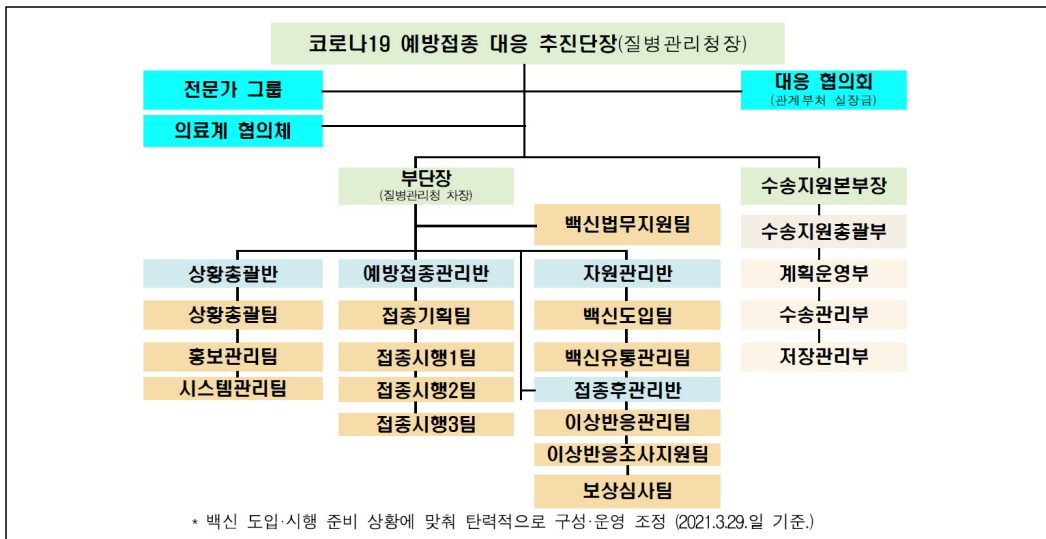 코로나19 예방접종 대응 추진단장(질병관리청장)
전문가 그룹
대응 협의회
(관계부처 실장급)
의료계 협의체
부단장
(질병관리청 차장)
수송지원본부장
백신법무지원팀
수송지원총괄부
상황총괄반
예방접종관리반
자원관리반
계획운영부
상황총괄팀
접종기획팀
백신도입팀
수송관리부
홍보관리팀
접종시행1팀
백신유통관리팀
저장관리부
시스템관리팀
접종시행2팀
접종후관리반
접종시행3팀
이상반응관리팀
이상반응조사지원팀
보상심사팀
* 백신 도입·시행 준비 상황에 맞춰 탄력적으로 구성·운영 조정 (2021.3.29.일 기준.)